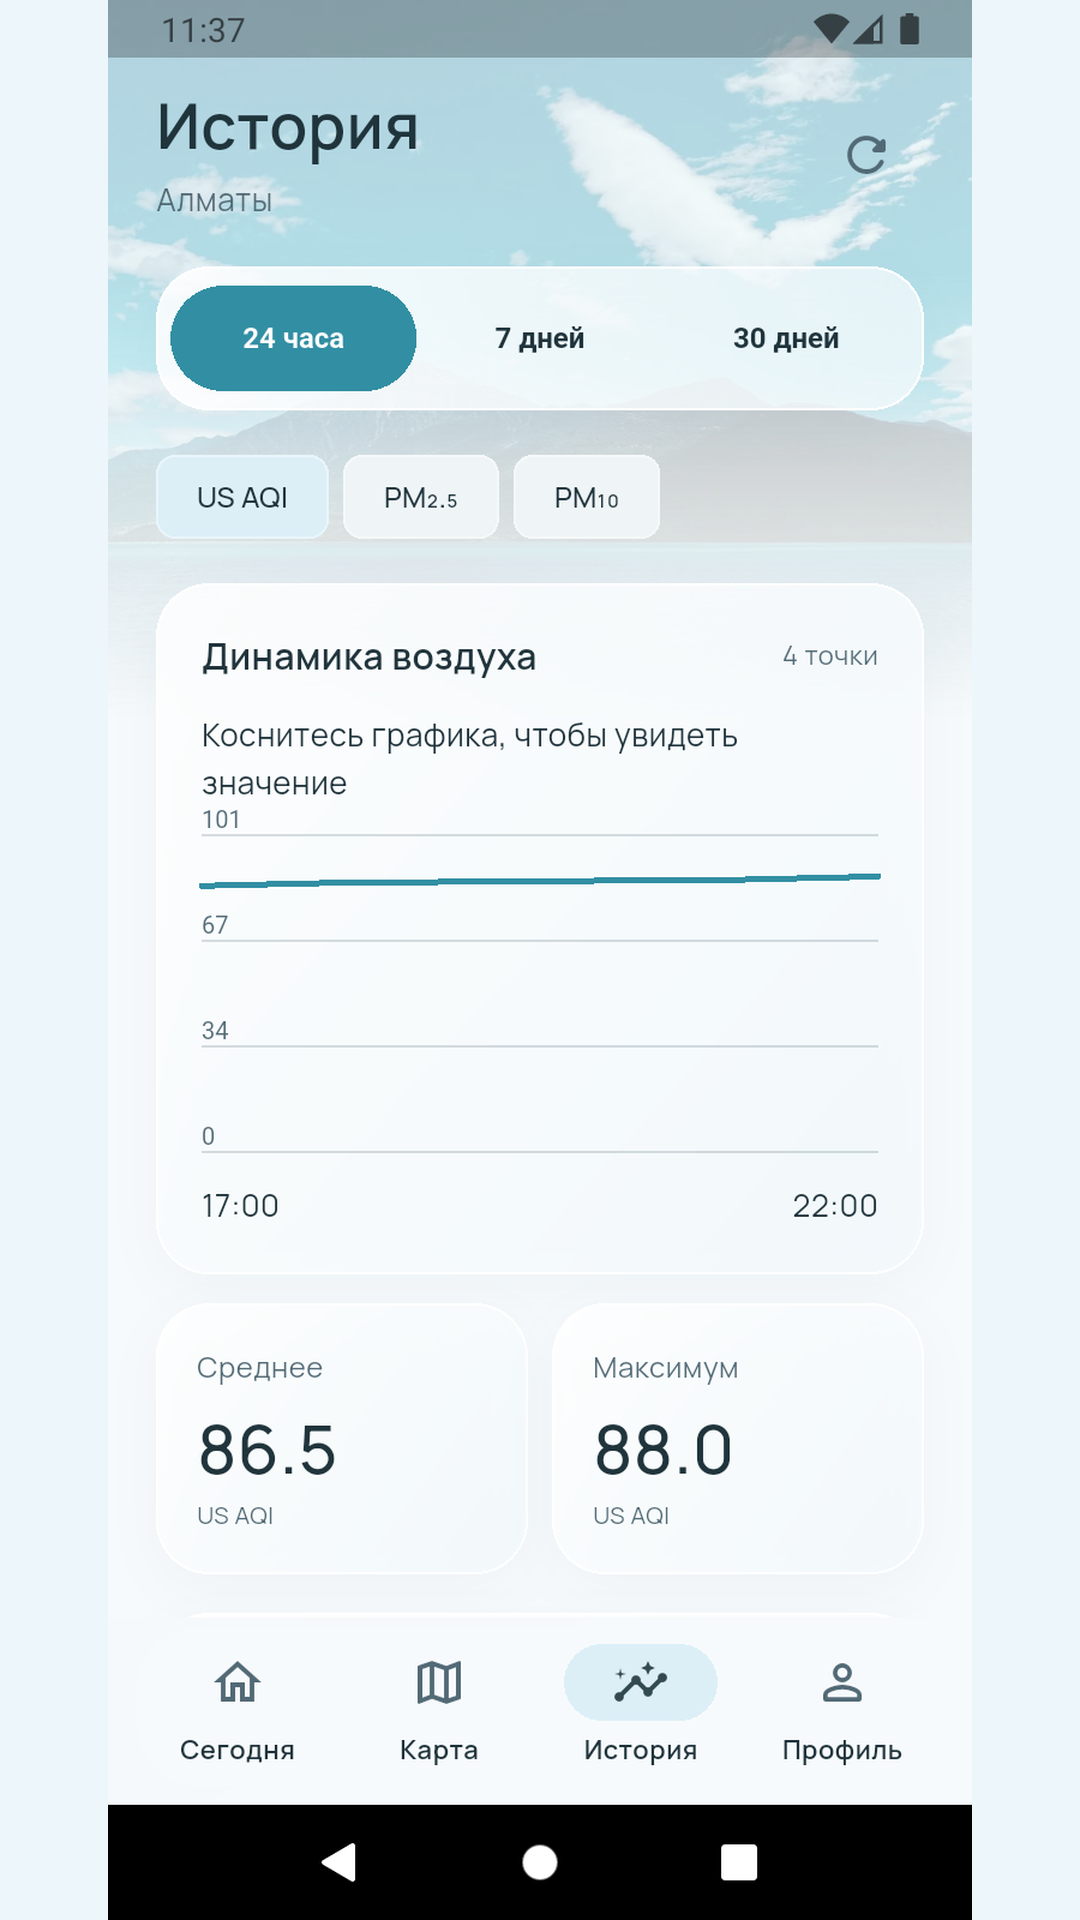 11:37
История
Алматы
24 часа
7 дней
30 дней
US AQI
PM2.5
PM10
Динамика воздуха
4 точки
Коснитесь графика, чтобы увидеть
значение
101
67
34
0
17:00
22:00
Среднее
Максимум
86.5
88.0
US AQI
US AQI
Сегодня
Карта
История
Профиль